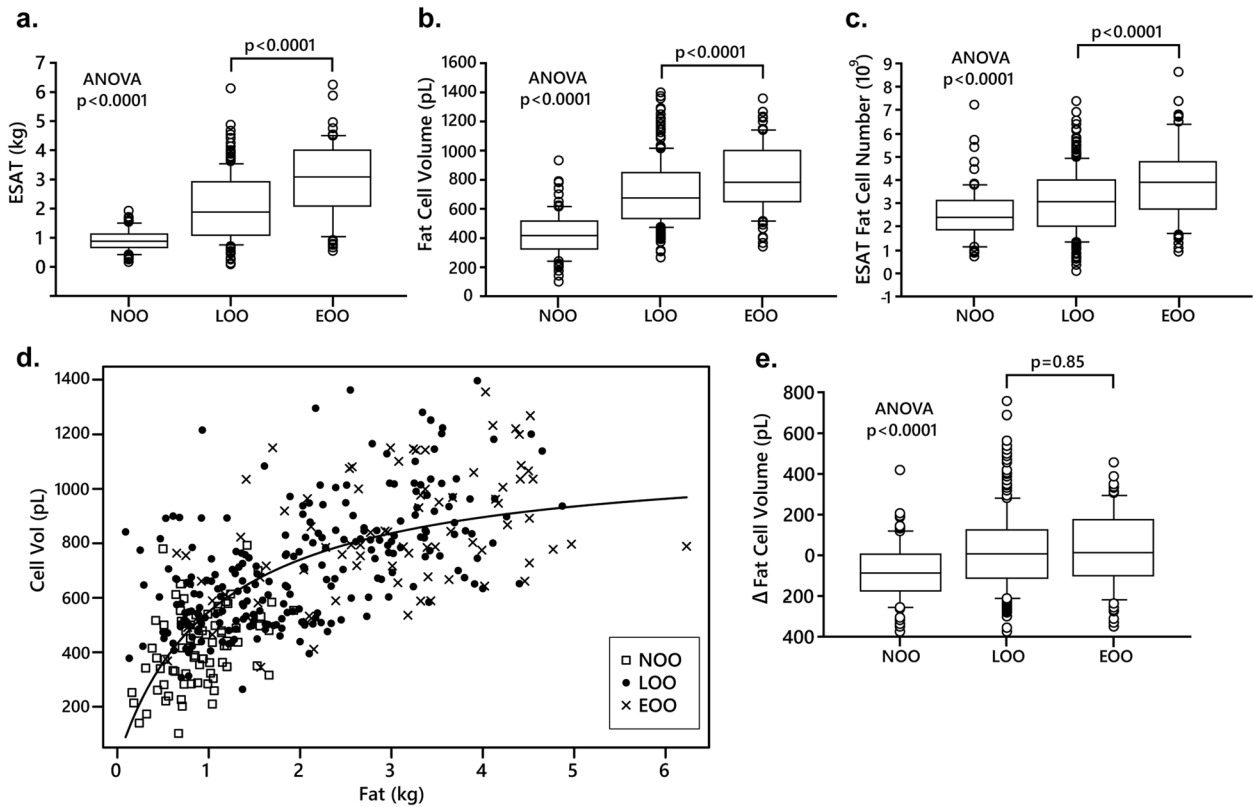 a.
p<0.0001
ANOVA
p<0.0001
ESAT (kg)
7
6
5
4
3
2
1
0
NOO
LOO
EOO
b.
p<0.0001
ANOVA
p<0.0001
Fat Cell Volume (pL)
1600
1400
1200
1000
800
600
400
200
0
NOO
LOO
EOO
c.
p<0.0001
ANOVA
p<0.0001
ESAT Fat Cell Number (10⁹)
9
8
7
6
5
4
3
2
1
0
-1
NOO
LOO
EOO
d.
Cell Vol (pL)
1400
1200
1000
800
600
400
200
0
1
2
3
4
5
6
Fat (kg)
NOO
LOO
EOO
e.
p=0.85
ANOVA
p<0.0001
Δ Fat Cell Volume (pL)
800
600
400
200
0
200
400
NOO
LOO
EOO